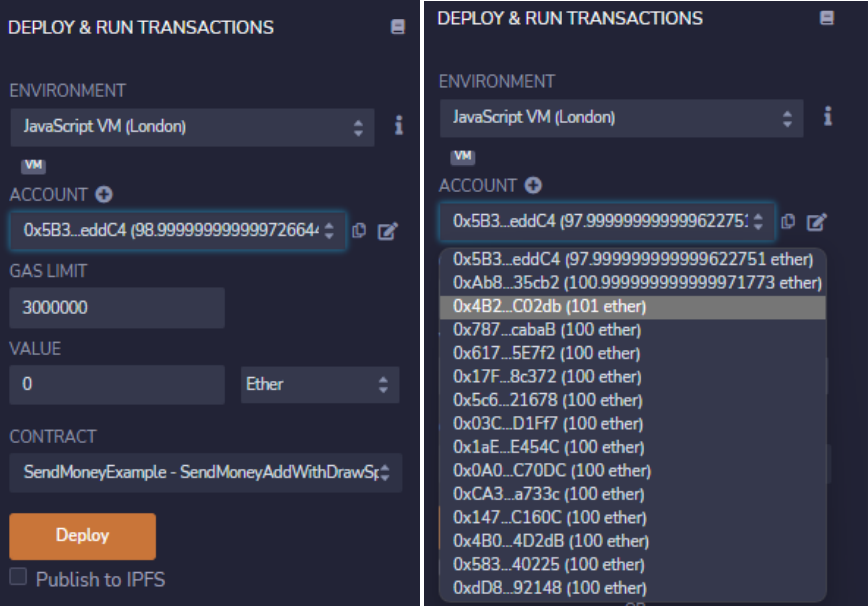 DEPLOY & RUN TRANSACTIONS
ENVIRONMENT
JavaScript VM (London)
VM
ACCOUNT
0x5B3...eddC4 (98.999999999999726644
GAS LIMIT
3000000
VALUE
0
Ether
CONTRACT
SendMoneyExample - SendMoneyAddWithDrawSp
Deploy
Publish to IPFS
DEPLOY & RUN TRANSACTIONS
ENVIRONMENT
JavaScript VM (London)
VM
ACCOUNT
0x5B3...eddC4 (97.999999999999622751
0x5B3...eddC4 (97.999999999999622751 ether)
0xAb8...35cb2 (100.999999999999971773 ether)
0x4B2...C02db (101 ether)
0x787...cabaB (100 ether)
0x617...5E7f2 (100 ether)
0x17F...8c372 (100 ether)
0x5c6...21678 (100 ether)
0x03C...D1Ff7 (100 ether)
0x1aE...E454C (100 ether)
0x0A0...C70DC (100 ether)
0xCA3...a733c (100 ether)
0x147...C160C (100 ether)
0x4B0...4D2dB (100 ether)
0x583...40225 (100 ether)
0xdD8...92148 (100 ether)